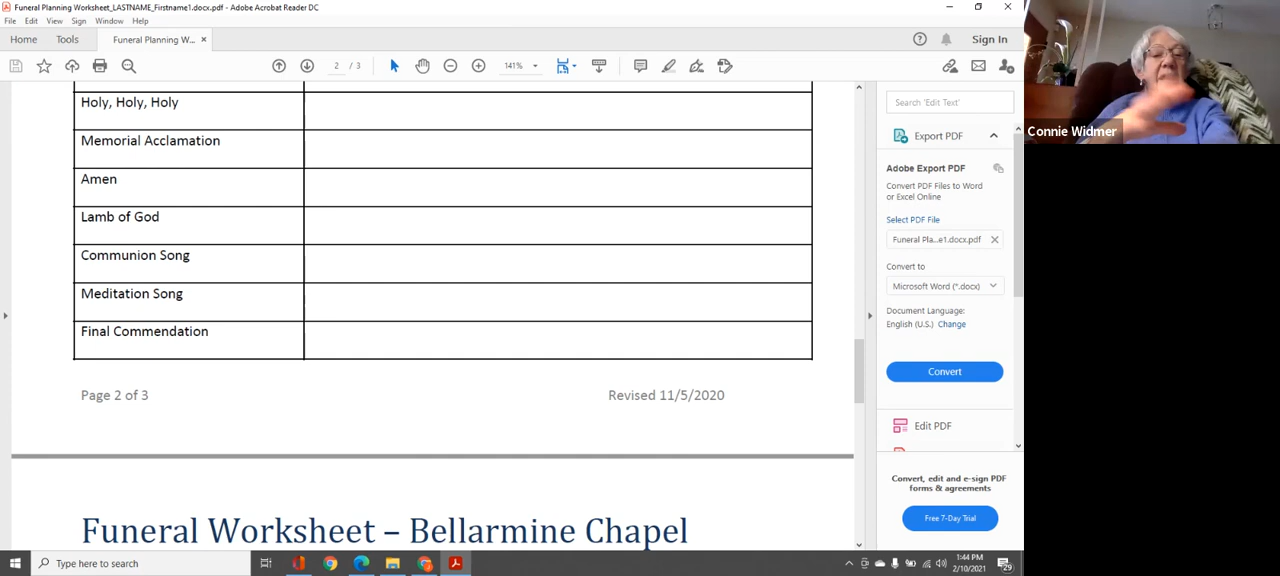 Funeral Planning Worksheet_LASTNAME_Firstname1.docx.pdf - Adobe Acrobat Reader DC
File Edit View Sign Window Help
Home Tools Funeral Planning W... × Sign In
2 / 3 141%
Holy, Holy, Holy
Memorial Acclamation
Amen
Lamb of God
Communion Song
Meditation Song
Final Commendation
Page 2 of 3 Revised 11/5/2020
Funeral Worksheet – Bellarmine Chapel
Search 'Edit Text'
Export PDF
Adobe Export PDF
Convert PDF Files to Word
or Excel Online
Select PDF File
Funeral Pla...e1.docx.pdf
Convert to
Microsoft Word (*.docx)
Document Language:
English (U.S.) Change
Convert
Edit PDF
Convert, edit and e-sign PDF
forms & agreements
Free 7-Day Trial
Connie Widmer
Type here to search
1:44 PM
2/10/2021
29